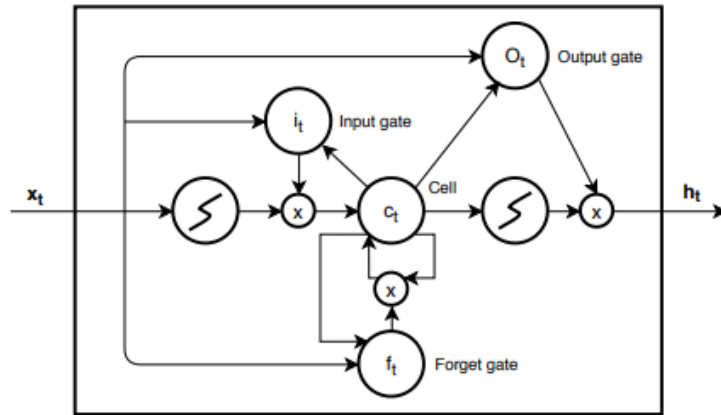 Oₜ Output gate
iₜ Input gate
xₜ
x
cₜ
Cell
x
hₜ
x
fₜ Forget gate